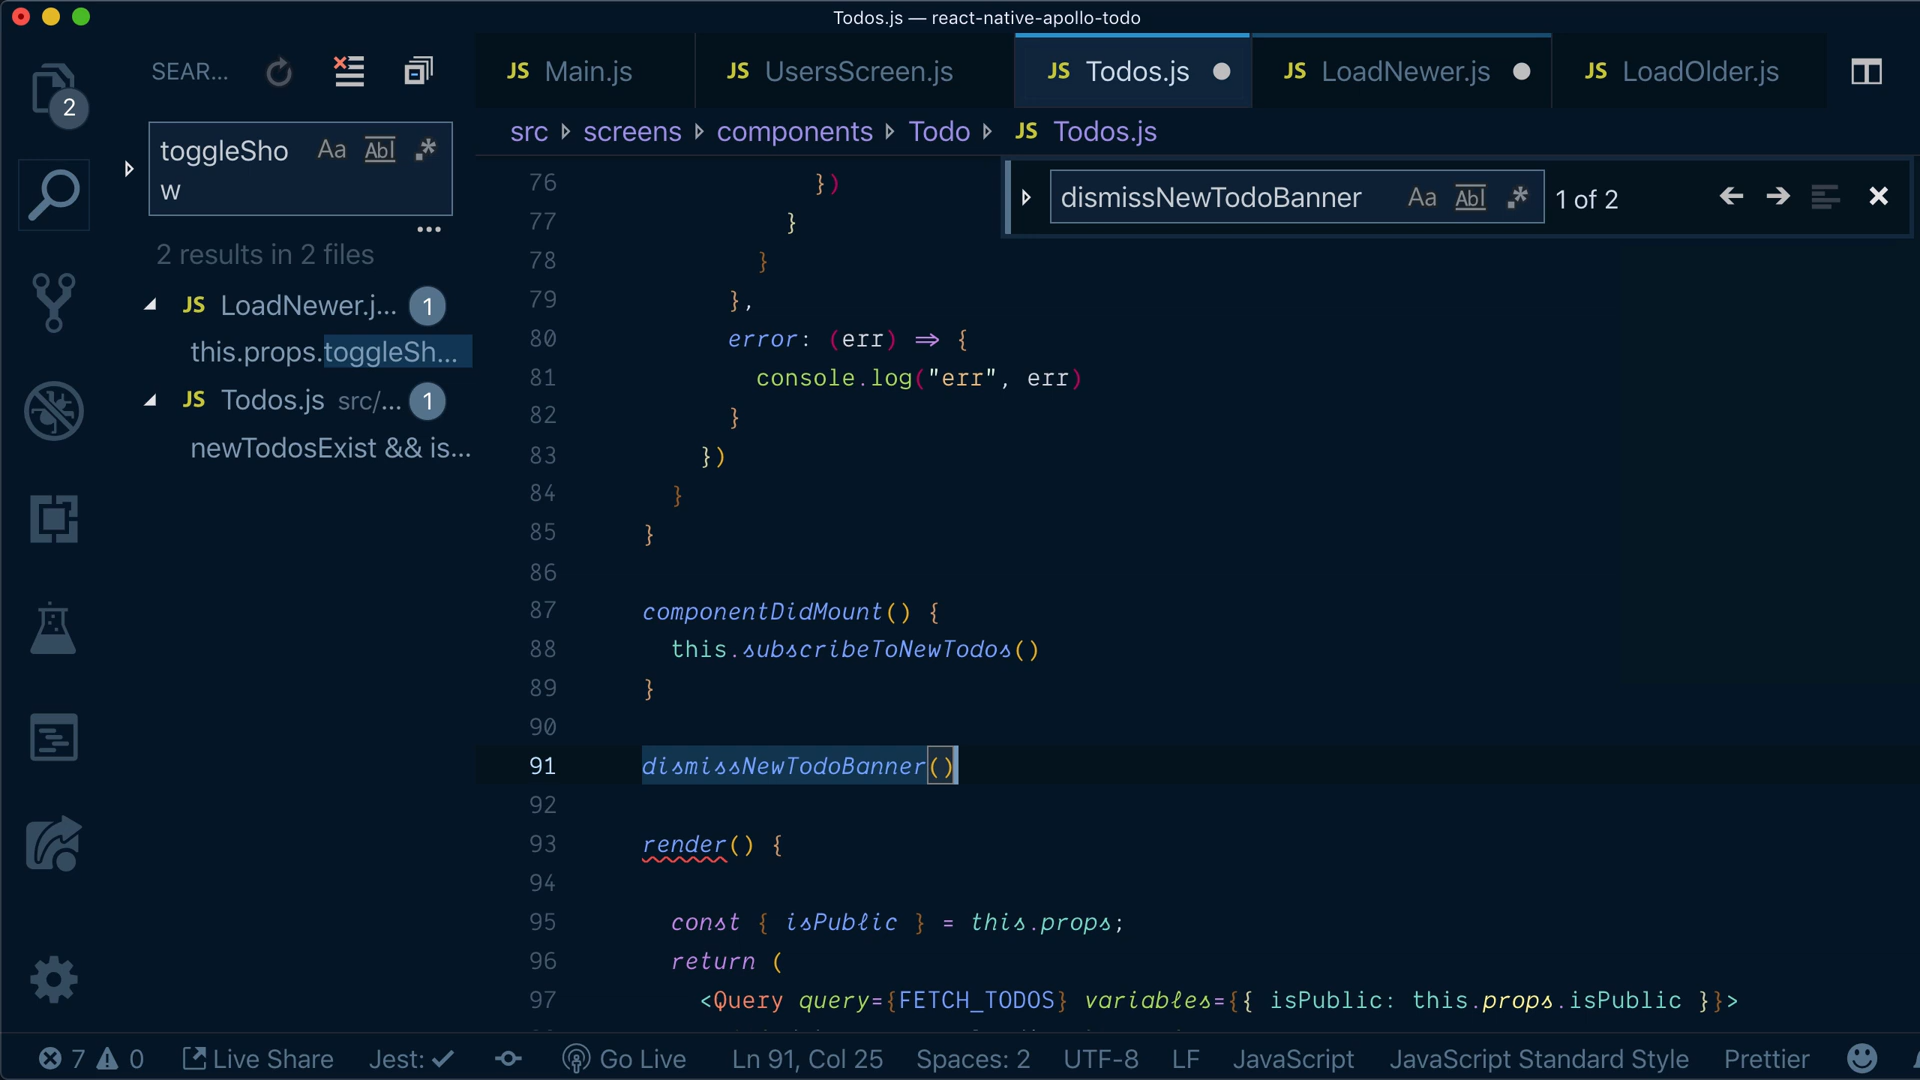 Todos.js — react-native-apollo-todo
SEAR...
JS Main.js
JS UsersScreen.js
JS Todos.js
JS LoadNewer.js
JS LoadOlder.js
2
toggleSho
w
Aa Abl .*
src screens components Todo JS Todos.js
dismissNewTodoBanner Aa Abl .* 1 of 2
2 results in 2 files
JS LoadNewer.j... 1
this.props.toggleSh...
JS Todos.js src/... 1
newTodosExist && is...
76 })
77 }
78 }
79 },
80 error: (err) => {
81 console.log("err", err)
82 }
83 })
84 }
85 }
86
87 componentDidMount() {
88 this.subscribeToNewTodos()
89 }
90
91 dismissNewTodoBanner()
92
93 render() {
94
95 const { isPublic } = this.props;
96 return (
97 <Query query={FETCH_TODOS} variables={{ isPublic: this.props.isPublic }}>
7 0 Live Share Jest: Go Live Ln 91, Col 25 Spaces: 2 UTF-8 LF JavaScript JavaScript Standard Style Prettier